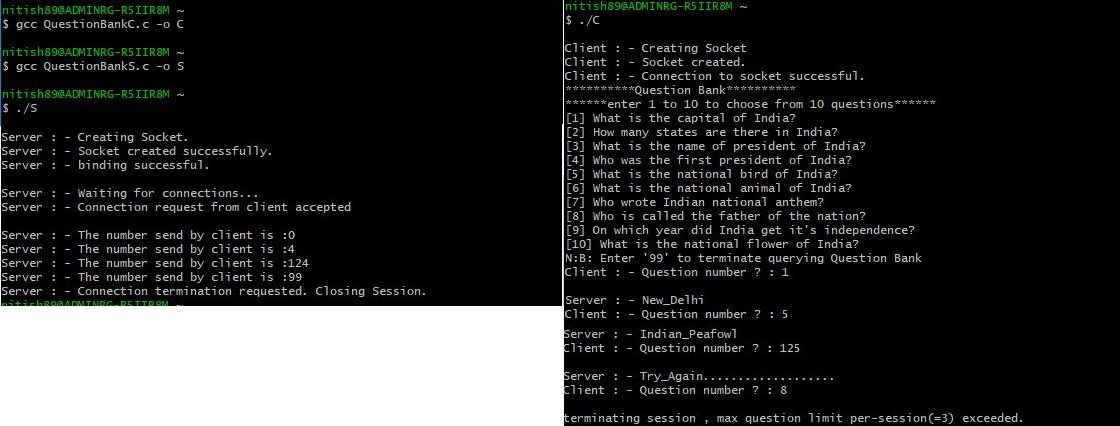 nitish89@ADMINRG-R5IIR8M ~
$ gcc QuestionBankC.c -o C
nitish89@ADMINRG-R5IIR8M ~
$ gcc QuestionBankS.c -o S
nitish89@ADMINRG-R5IIR8M ~
$ ./S
Server : - Creating Socket.
Server : - Socket created successfully.
Server : - binding successful.
Server : - Waiting for connections...
Server : - Connection request from client accepted
Server : - The number send by client is :0
Server : - The number send by client is :4
Server : - The number send by client is :124
Server : - The number send by client is :99
Server : - Connection termination requested. Closing Session.
nitish89@ADMINRG-R5IIR8M ~
nitish89@ADMINRG-R5IIR8M ~
$ ./C
Client : - Creating Socket
Client : - Socket created.
Client : - Connection to socket successful.
**********Question Bank**********
******enter 1 to 10 to choose from 10 questions******
[1] What is the capital of India?
[2] How many states are there in India?
[3] What is the name of president of India?
[4] Who was the first president of India?
[5] What is the national bird of India?
[6] What is the national animal of India?
[7] Who wrote Indian national anthem?
[8] Who is called the father of the nation?
[9] On which year did India get it's independence?
[10] What is the national flower of India?
N:B: Enter '99' to terminate querying Question Bank
Client : - Question number ? : 1
Server : - New_Delhi
Client : - Question number ? : 5
Server : - Indian_Peafowl
Client : - Question number ? : 125
Server : - Try_Again...................
Client : - Question number ? : 8
terminating session , max question limit per-session(=3) exceeded.